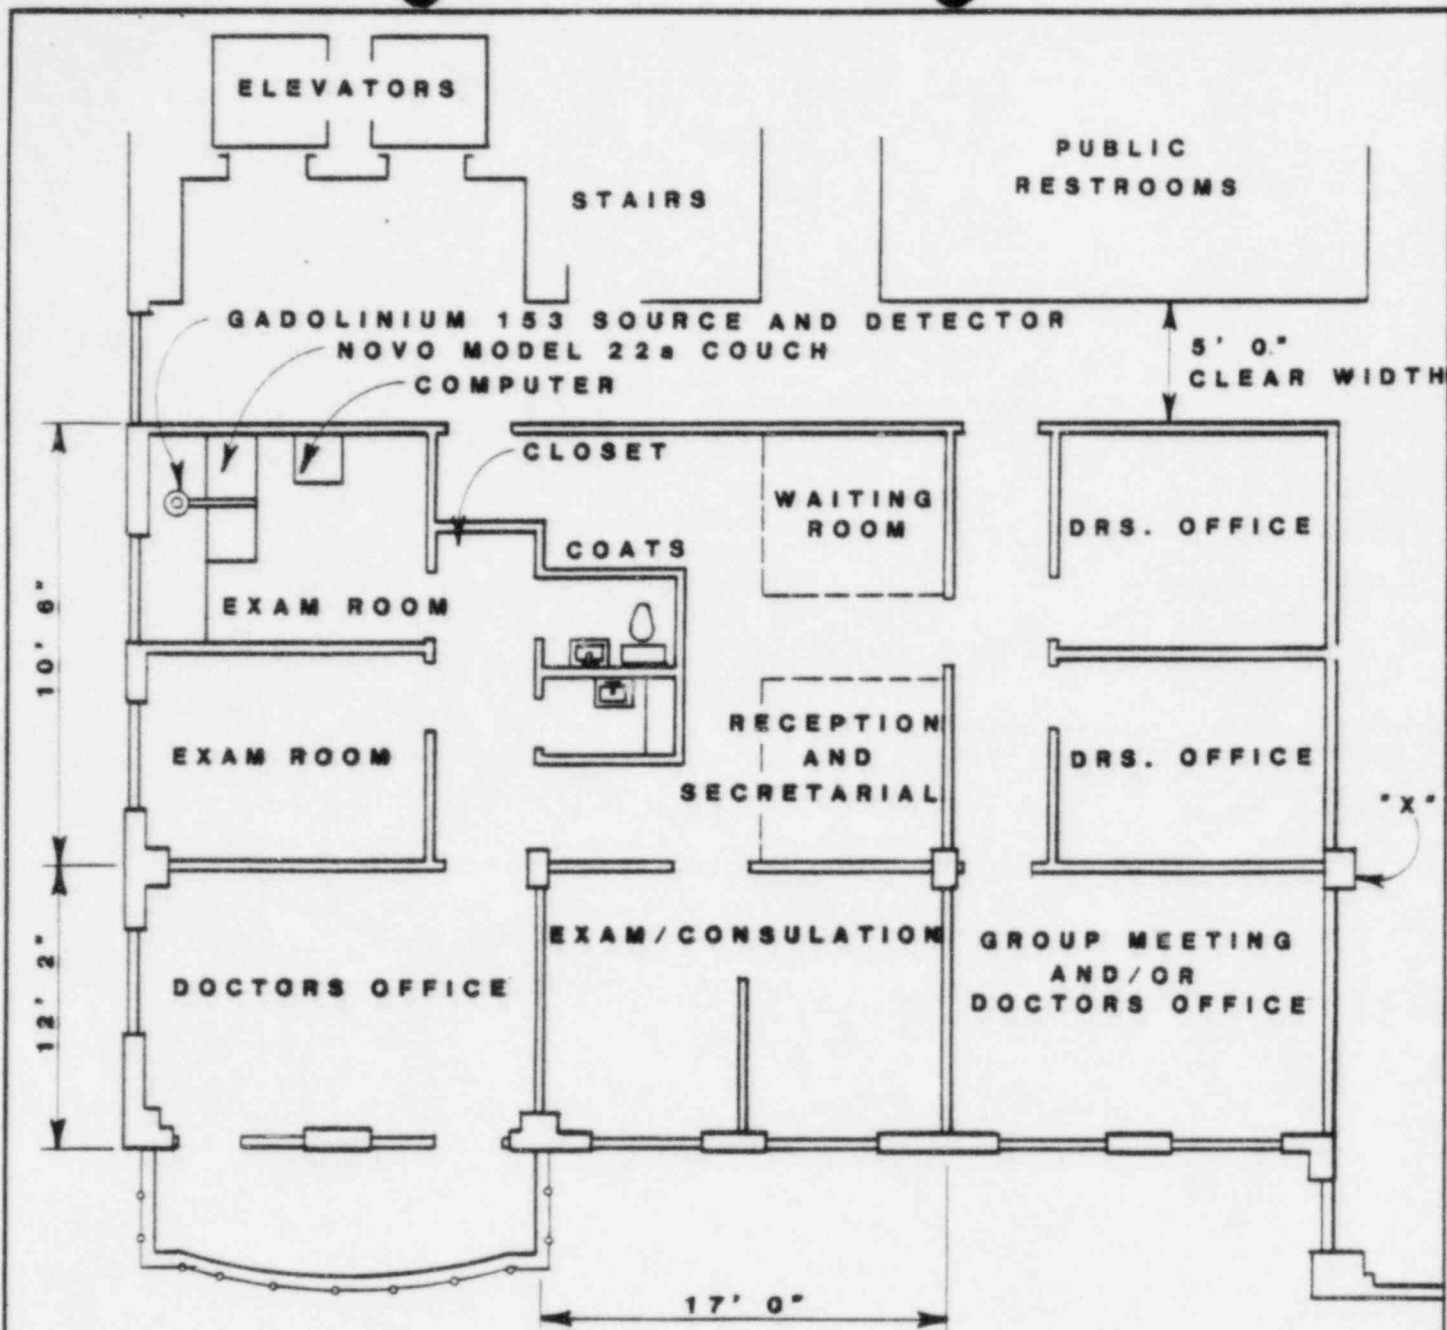 ELEVATORS
STAIRS
PUBLIC
RESTROOMS
GADOLINIUM 153 SOURCE AND DETECTOR
NOVO MODEL 22a COUCH
COMPUTER
5' 0."
CLEAR WIDTH
CLOSET
WAITING
ROOM
DRS. OFFICE
COATS
EXAM ROOM
10' 6"
RECEPTION
AND
SECRETARIAL
EXAM ROOM
DRS. OFFICE
"X"
EXAM/CONSULATION
GROUP MEETING
AND/OR
DOCTORS OFFICE
DOCTORS OFFICE
12' 2"
17' 0"